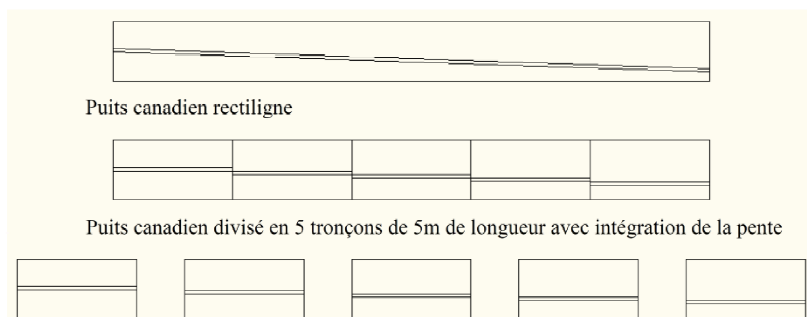 Puits canadien rectiligne
Puits canadien divisé en 5 tronçons de 5m de longueur avec intégration de la pente